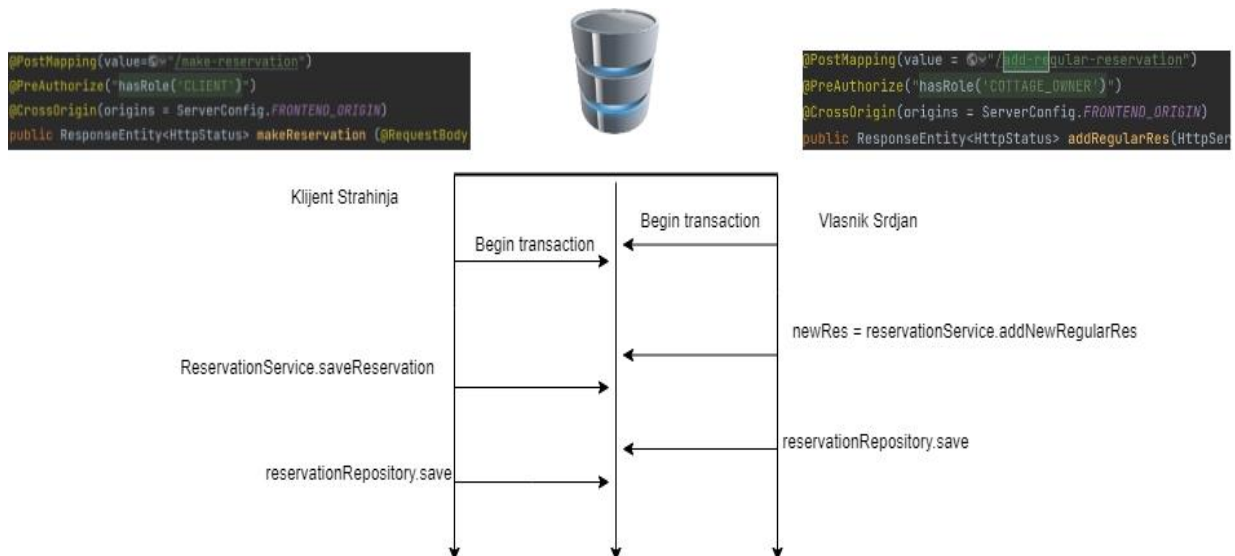 @PostMapping(value="/make-reservation")
@PreAuthorize("hasRole('CLIENT')")
@CrossOrigin(origins = ServerConfig.FRONTEND_ORIGIN)
public ResponseEntity<HttpStatus> makeReservation (@RequestBody
@PostMapping(value = "/add-regular-reservation")
@PreAuthorize("hasRole('COTTAGE_OWNER')")
@CrossOrigin(origins = ServerConfig.FRONTEND_ORIGIN)
public ResponseEntity<HttpStatus> addRegularRes(HttpSer
Klijent Strahinja
Vlasnik Srdjan
Begin transaction
Begin transaction
newRes = reservationService.addNewRegularRes
ReservationService.saveReservation
reservationRepository.save
reservationRepository.save